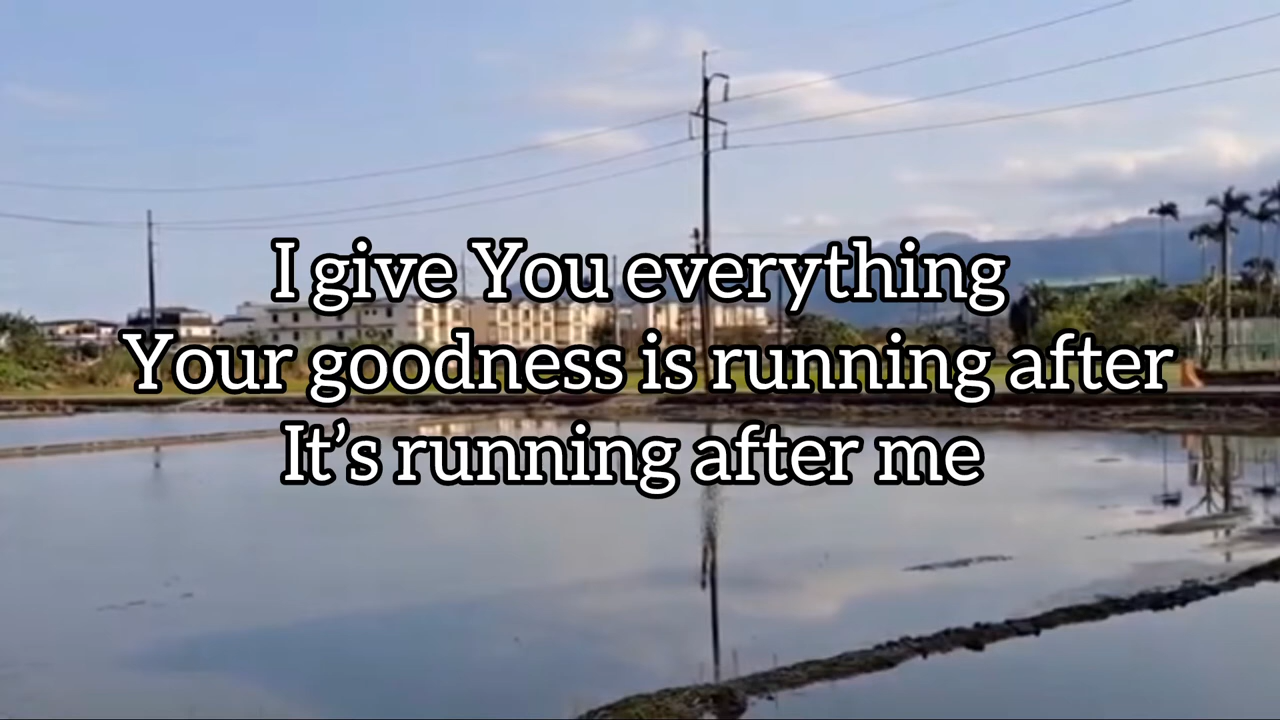 I give You everything
Your goodness is running after
It’s running after me